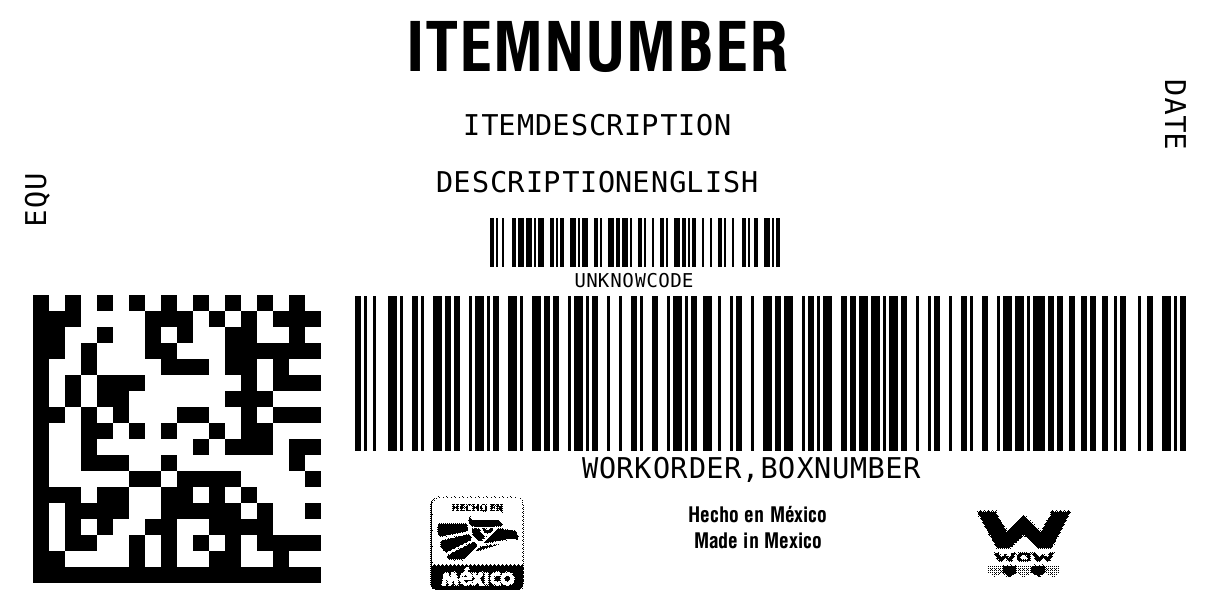 ITEMNUMBER
DATE
ITEMDESCRIPTION
DESCRIPTIONENGLISH
EQU
UNKNOWCODE
WORKORDER,BOXNUMBER
HECHO EN
méxico
Hecho en México
Made in Mexico
W
WOW